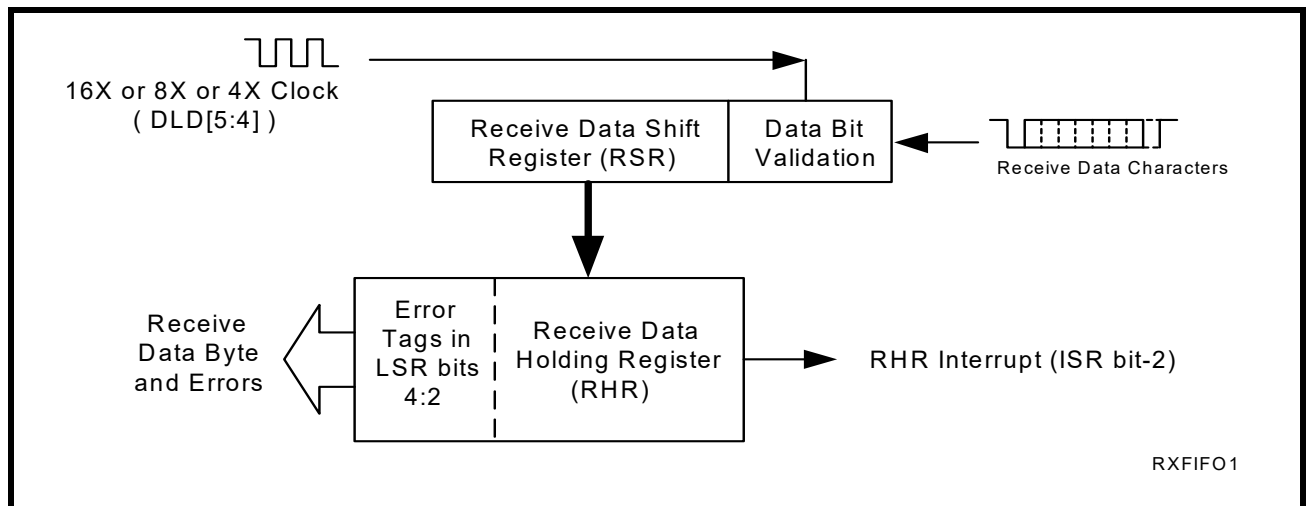 16X or 8X or 4X Clock
( DLD[5:4] )
Receive Data Shift
Register (RSR)
Data Bit
Validation
Receive Data Characters
Receive
Data Byte
and Errors
Error
Tags in
LSR bits
4:2
Receive Data
Holding Register
(RHR)
RHR Interrupt (ISR bit-2)
RXFIFO1